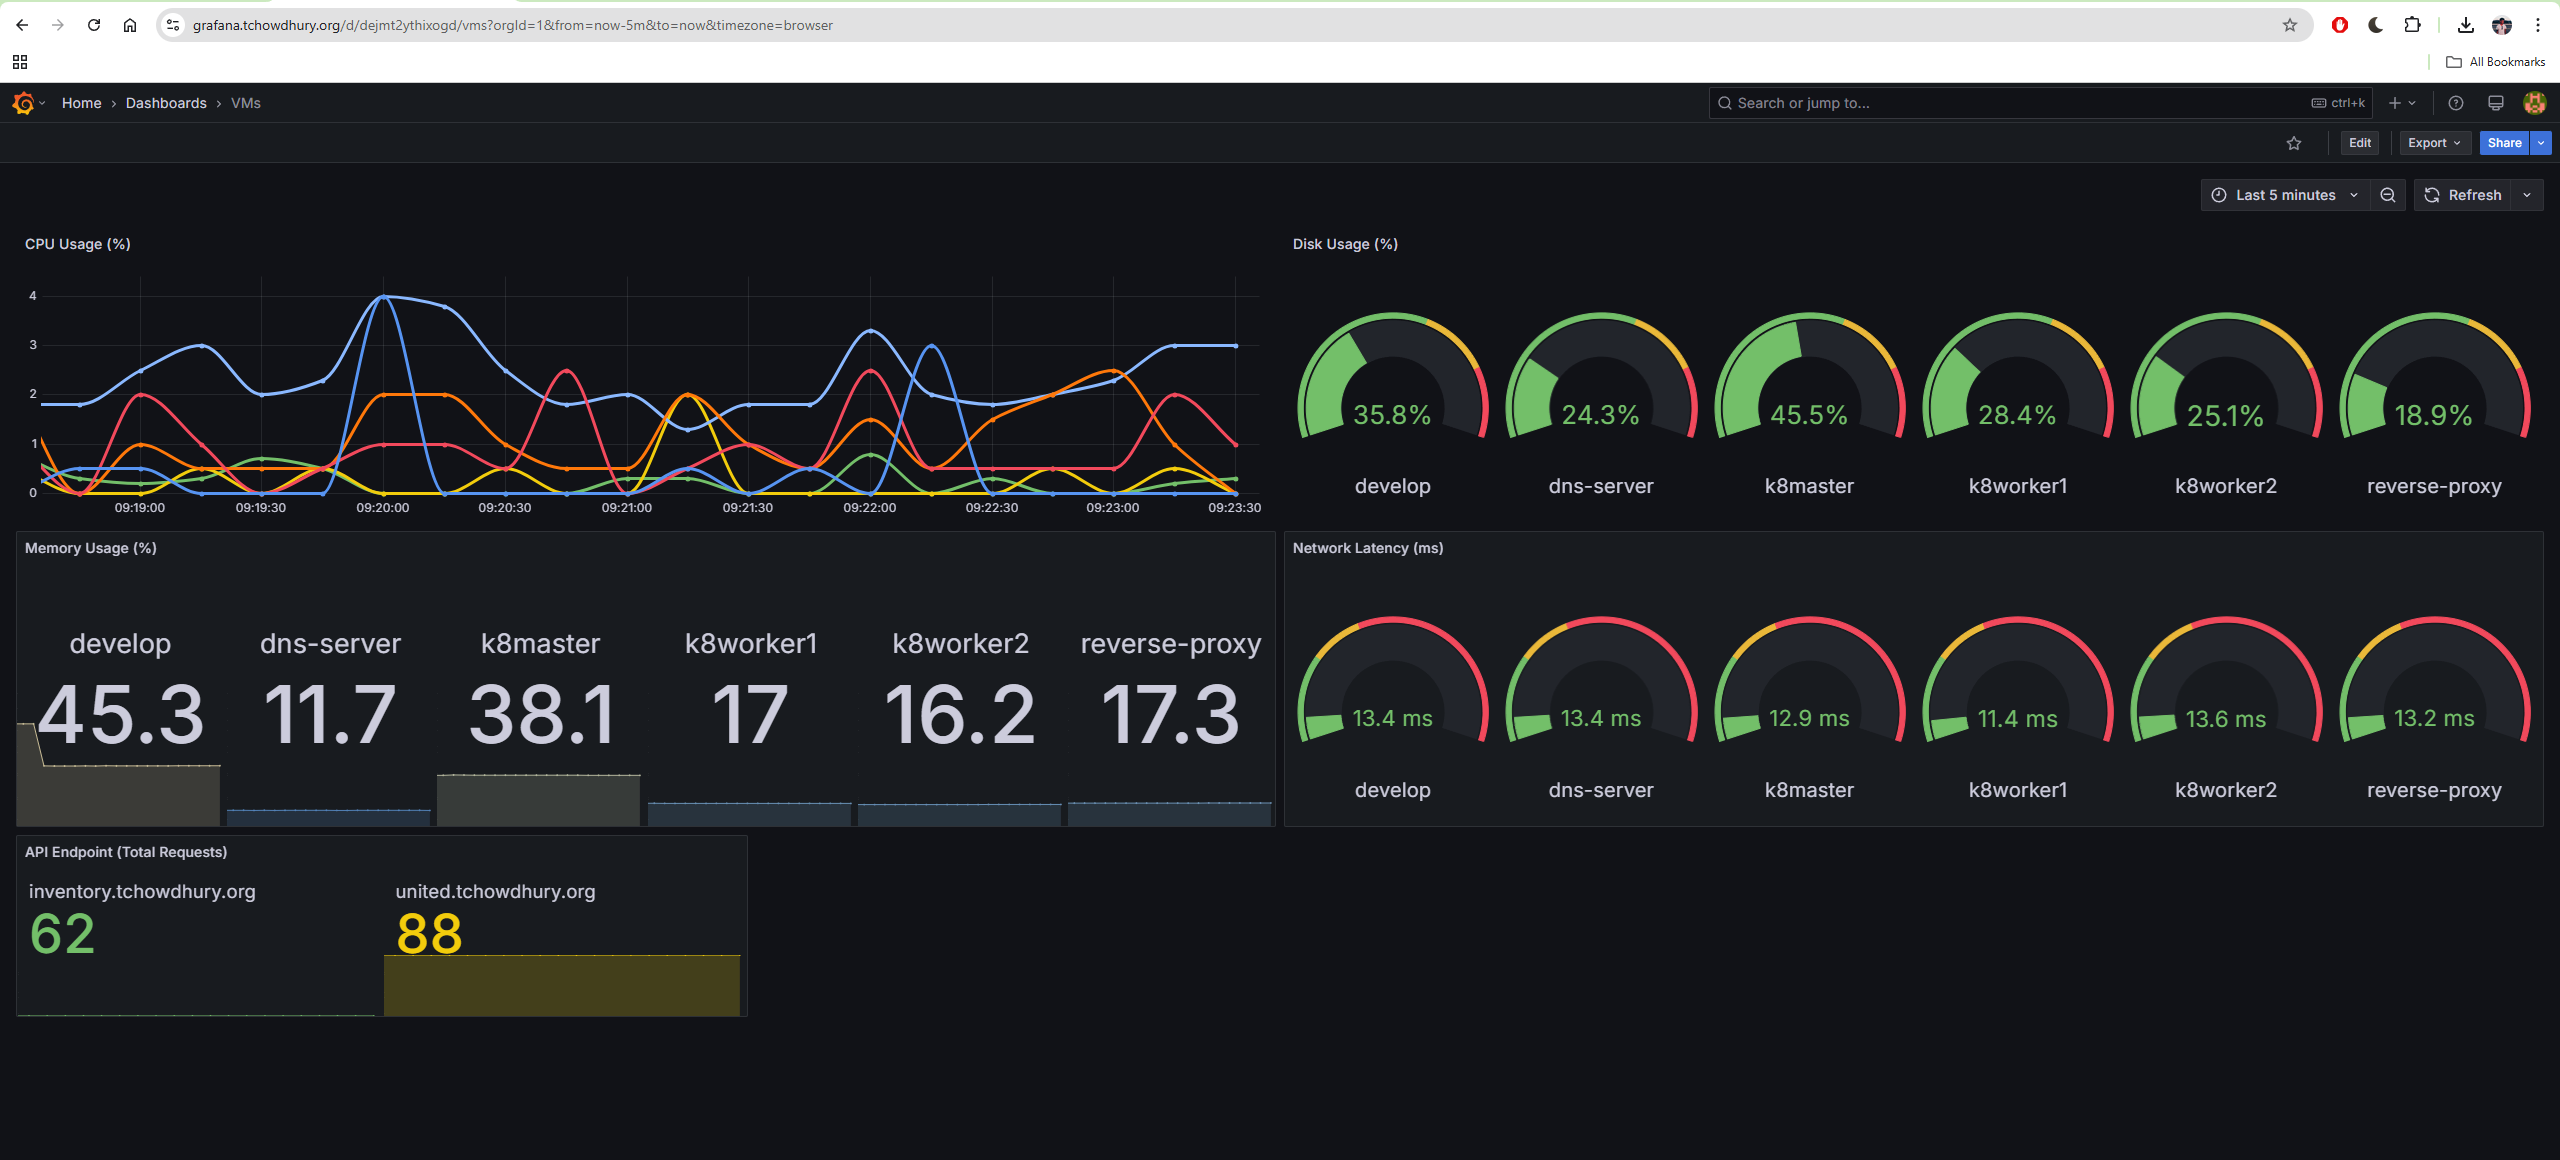 grafana.tchowdhury.org/d/dejmt2ythixogd/vms?orgId=1&from=now-5m&to=now&timezone=browser
All Bookmarks
Home › Dashboards › VMs
Search or jump to...
ctrl+k
Edit
Export
Share
Last 5 minutes
Refresh
CPU Usage (%)
4
3
2
1
0
09:19:00 09:19:30 09:20:00 09:20:30 09:21:00 09:21:30 09:22:00 09:22:30 09:23:00 09:23:30
Disk Usage (%)
35.8% 24.3% 45.5% 28.4% 25.1% 18.9%
develop dns-server k8master k8worker1 k8worker2 reverse-proxy
Memory Usage (%)
develop dns-server k8master k8worker1 k8worker2 reverse-proxy
45.3 11.7 38.1 17 16.2 17.3
Network Latency (ms)
13.4 ms 13.4 ms 12.9 ms 11.4 ms 13.6 ms 13.2 ms
develop dns-server k8master k8worker1 k8worker2 reverse-proxy
API Endpoint (Total Requests)
inventory.tchowdhury.org united.tchowdhury.org
62 88